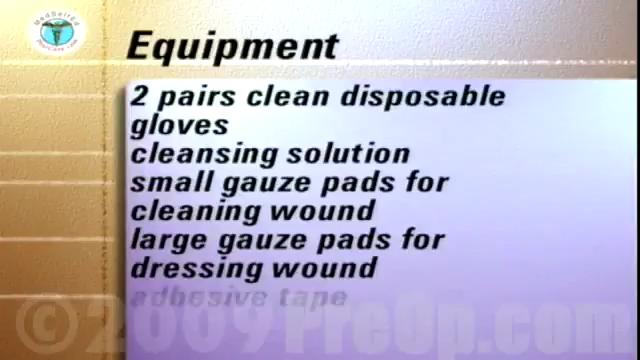 Equipment
2 pairs clean disposable
gloves
cleansing solution
small gauze pads for
cleaning wound
large gauze pads for
dressing wound
adhesive tape
©2009PreOp.com